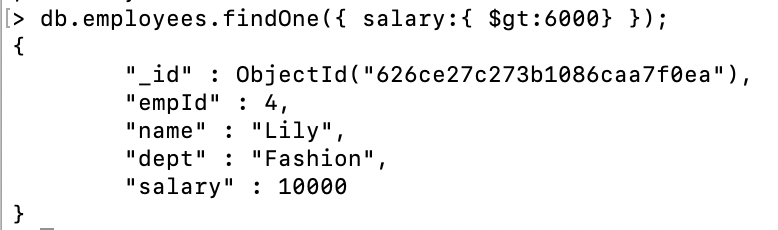 [> db.employees.findOne({ salary:{ $gt:6000} });
{
"_id" : ObjectId("626ce27c273b1086caa7f0ea"),
"empId" : 4,
"name" : "Lily",
"dept" : "Fashion",
"salary" : 10000
}